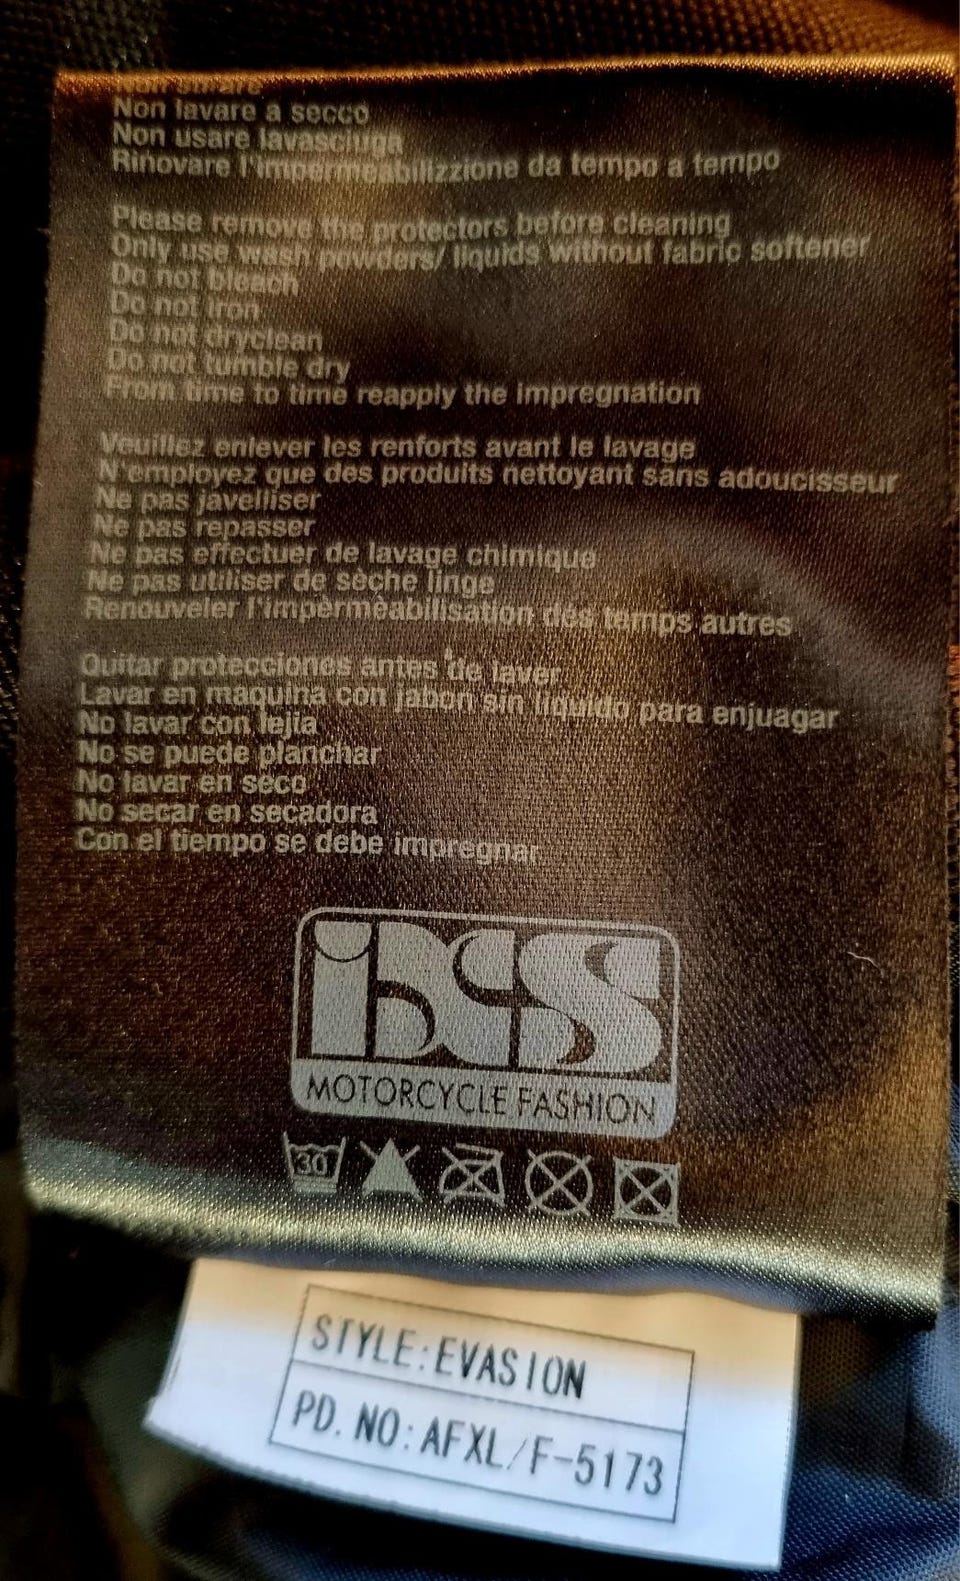 Non stirare
Non lavare a secco
Non usare lavasciuga
Rinovare l'impermeabilizzione da tempo a tempo
Please remove the protectors before cleaning
Only use wash powders/ liquids without fabric softener
Do not bleach
Do not iron
Do not dryclean
Do not tumble dry
From time to time reapply the impregnation
Veuillez enlever les renforts avant le lavage
N'employez que des produits nettoyant sans adoucisseur
Ne pas javelliser
Ne pas repasser
Ne pas effectuer de lavage chimique
Ne pas utiliser de sèche linge
Renouveler l'impèrmèabilisation des temps autres
Quitar protecciones antes de laver
Lavar en maquina con jabon sin liquido para enjuagar
No lavar con lejia
No se puede planchar
No lavar en seco
No secar en secadora
Con el tiempo se debe impregnar
iXS
MOTORCYCLE FASHION
30
STYLE:EVASION
PD. NO:AFXL/F-5173